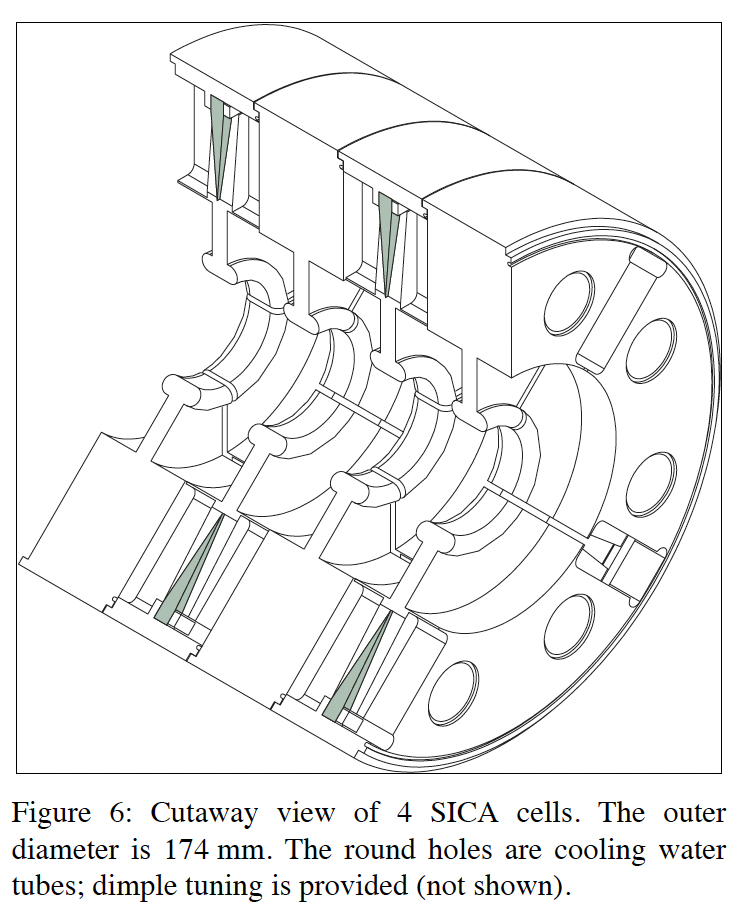 Figure 6: Cutaway view of 4 SICA cells. The outer
diameter is 174 mm. The round holes are cooling water
tubes; dimple tuning is provided (not shown).